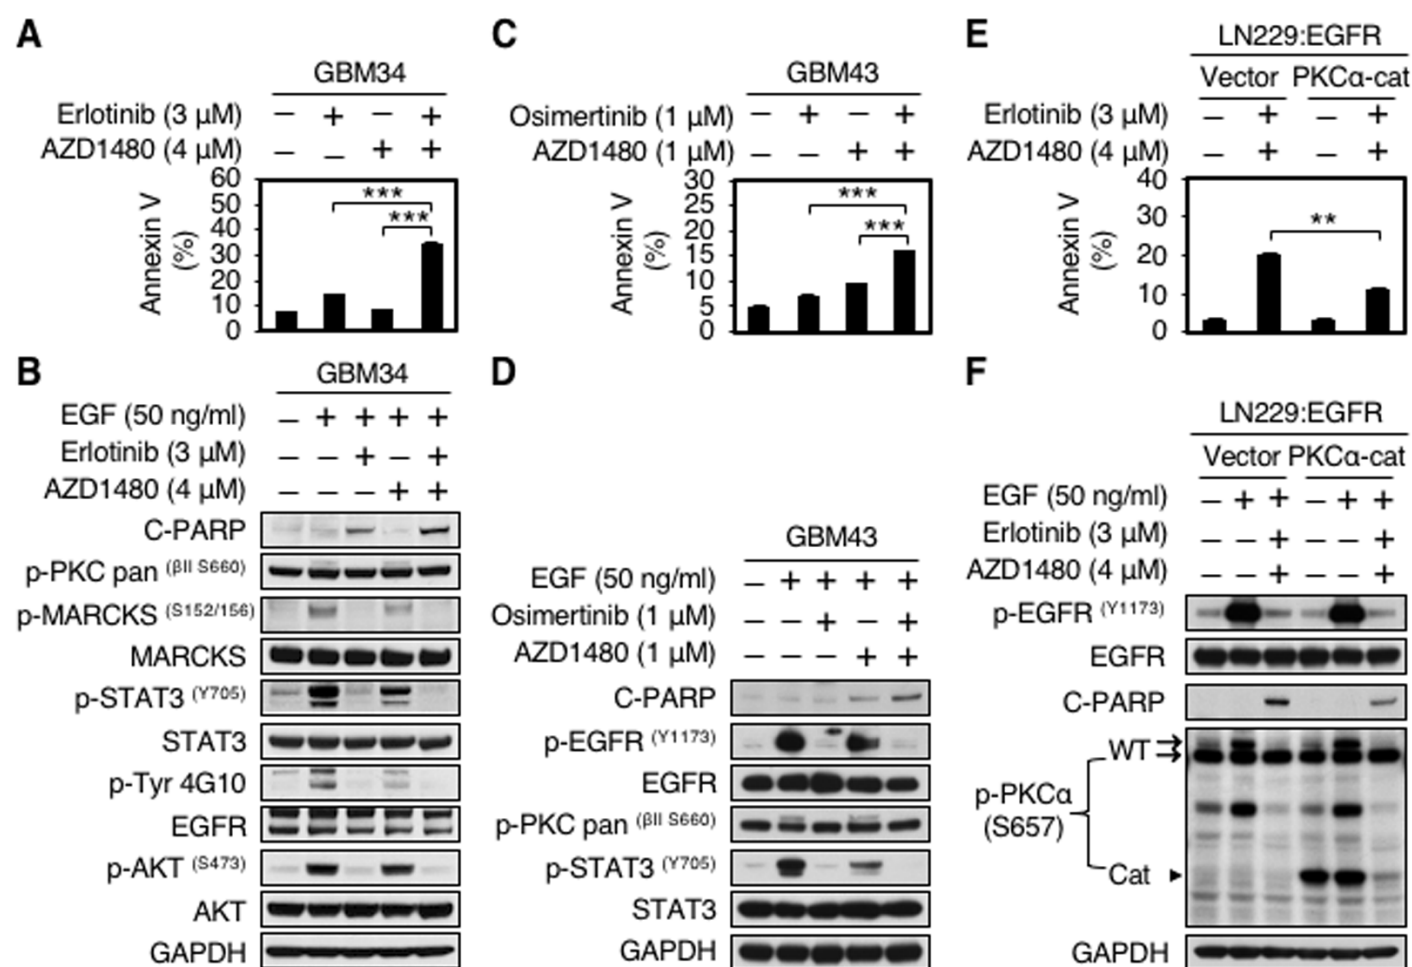 A
GBM34
Erlotinib (3 µM) – + – +
AZD1480 (4 µM) – – + +
Annexin V
(%)
60
50
40
30
20
10
0
***
***
B
GBM34
EGF (50 ng/ml) – + + + +
Erlotinib (3 µM) – – + – +
AZD1480 (4 µM) – – – + +
C-PARP
p-PKC pan (βII S660)
p-MARCKS (S152/156)
MARCKS
p-STAT3 (Y705)
STAT3
p-Tyr 4G10
EGFR
p-AKT (S473)
AKT
GAPDH
C
GBM43
Osimertinib (1 µM) – + – +
AZD1480 (1 µM) – – + +
Annexin V
(%)
30
25
20
15
10
5
0
***
***
D
GBM43
EGF (50 ng/ml) – + + + +
Osimertinib (1 µM) – – + – +
AZD1480 (1 µM) – – – + +
C-PARP
p-EGFR (Y1173)
EGFR
p-PKC pan (βII S660)
p-STAT3 (Y705)
STAT3
GAPDH
E
LN229:EGFR
Vector PKCα-cat
Erlotinib (3 µM) – + – +
AZD1480 (4 µM) – + – +
Annexin V
(%)
40
30
20
10
0
**
F
LN229:EGFR
Vector PKCα-cat
EGF (50 ng/ml) – + + – + +
Erlotinib (3 µM) – – + – – +
AZD1480 (4 µM) – – + – – +
p-EGFR (Y1173)
EGFR
C-PARP
WT
p-PKCα
(S657)
Cat
GAPDH